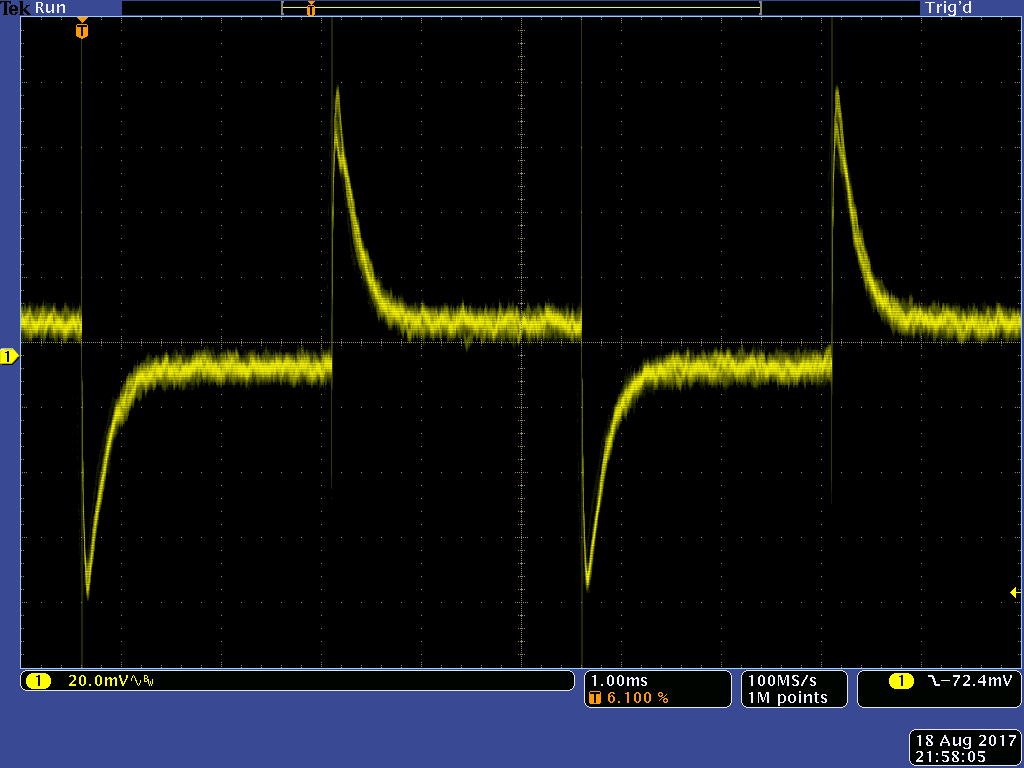 Tek Run Trig'd
T
T
1
1 20.0mV∿BW
1.00ms
T 6.100 %
100MS/s
1M points
1 -72.4mV
18 Aug 2017
21:58:05